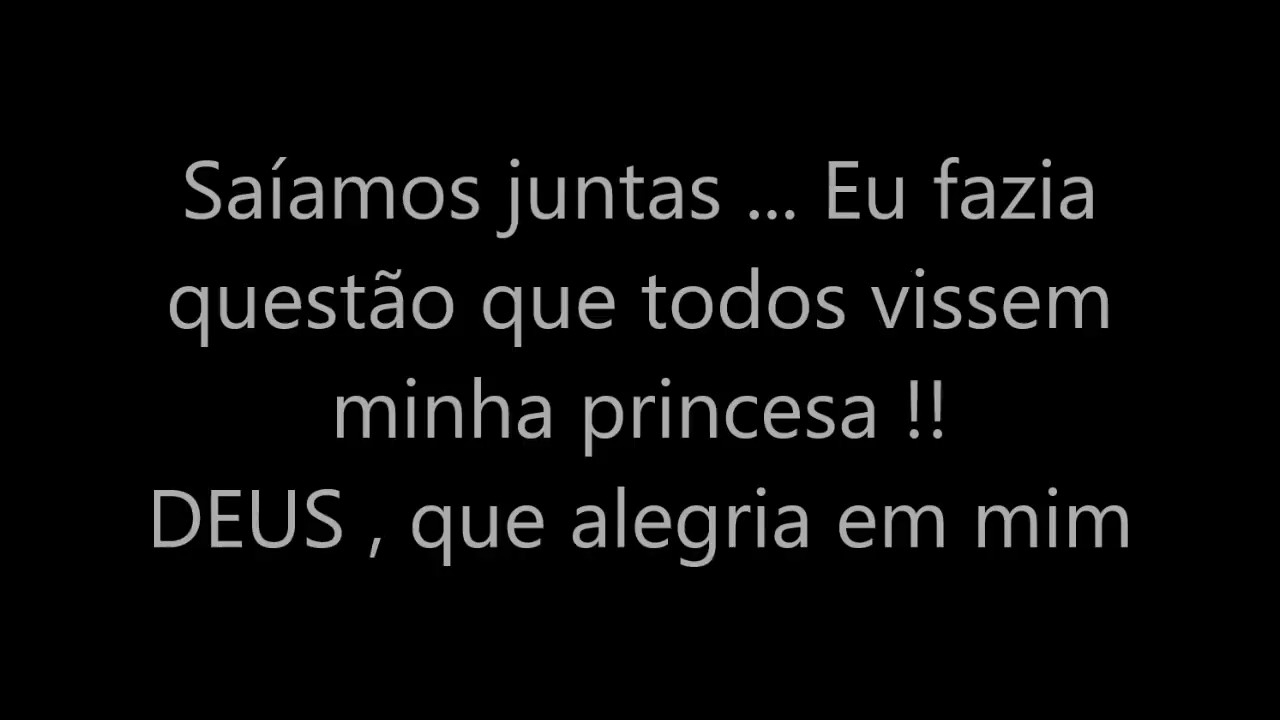 Saíamos juntas ... Eu fazia
questão que todos vissem
minha princesa !!
DEUS , que alegria em mim